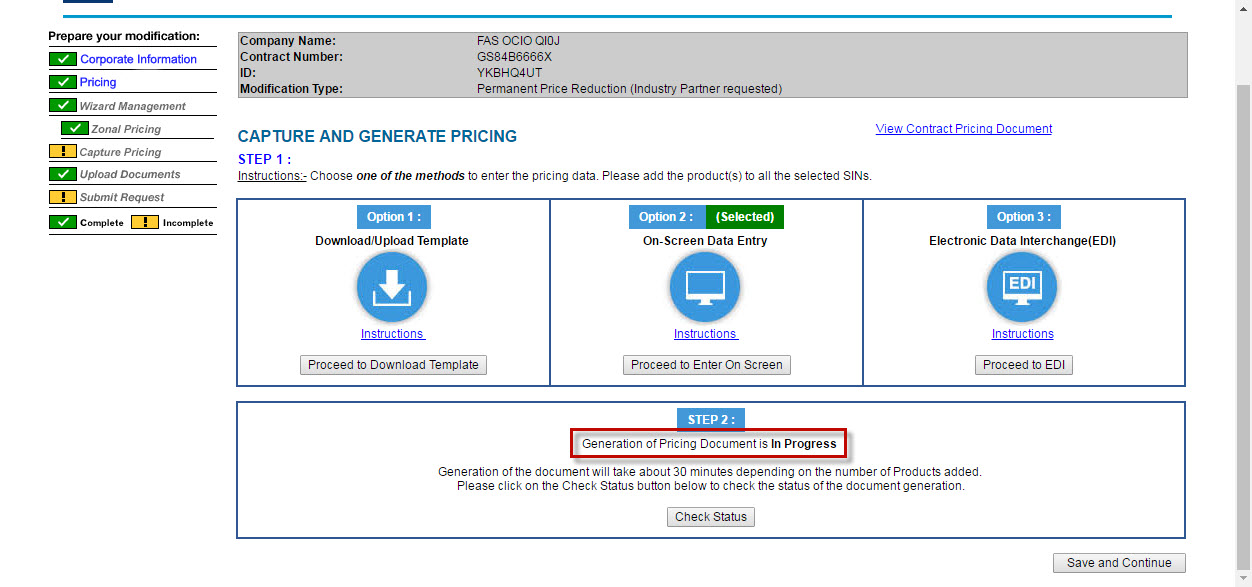 Prepare your modification:
Corporate Information
Pricing
Wizard Management
Zonal Pricing
! Capture Pricing
Upload Documents
! Submit Request
Complete ! Incomplete
Company Name: FAS OCIO QI0J
Contract Number: GS84B6666X
ID: YKBHQ4UT
Modification Type: Permanent Price Reduction (Industry Partner requested)
View Contract Pricing Document
CAPTURE AND GENERATE PRICING
STEP 1 :
Instructions:- Choose one of the methods to enter the pricing data. Please add the product(s) to all the selected SINs.
Option 1 :
Download/Upload Template
Instructions
Proceed to Download Template
Option 2 : (Selected)
On-Screen Data Entry
Instructions
Proceed to Enter On Screen
Option 3 :
Electronic Data Interchange(EDI)
EDI
Instructions
Proceed to EDI
STEP 2 :
Generation of Pricing Document is In Progress
Generation of the document will take about 30 minutes depending on the number of Products added.
Please click on the Check Status button below to check the status of the document generation.
Check Status
Save and Continue